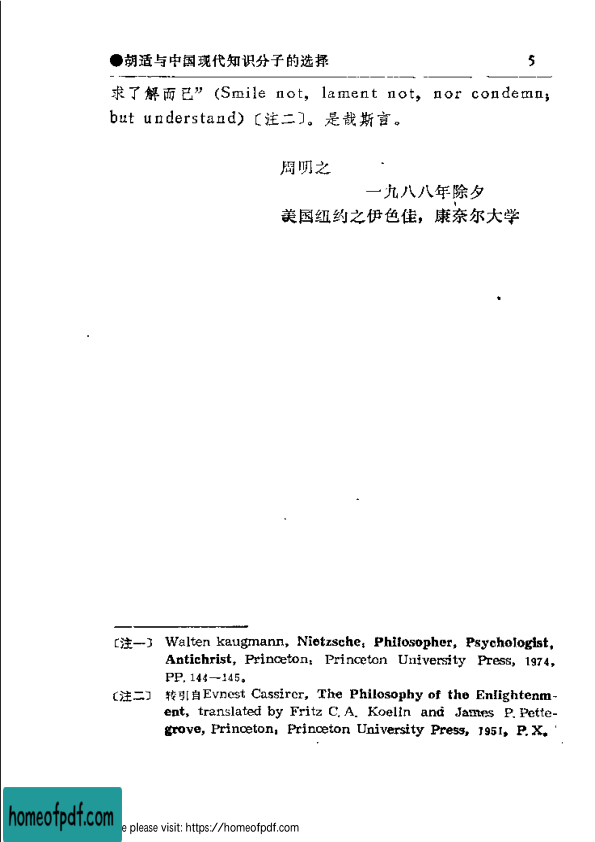 ●胡适与中国现代知识分子的选择 5
求了解而已” (Smile not, lament not, nor condemn;
but understand)〔注二〕。是哉斯言。
周明之
一九八八年除夕
美国纽约之伊色佳，康奈尔大学
〔注一〕 Walten kaugmann, Nietzsche, Philosopher, Psychologist,
Antichrist, Princeton, Princeton University Press, 1974,
PP. 144—145。
〔注二〕 转引自Evnest Cassirer, The Philosophy of the Enlightenm-
ent, translated by Fritz C.A. Koelln and James P. Pette-
grove, Princeton, Princeton University Press, 1951, P.X。
homeofpdf.com
e please visit: https://homeofpdf.com